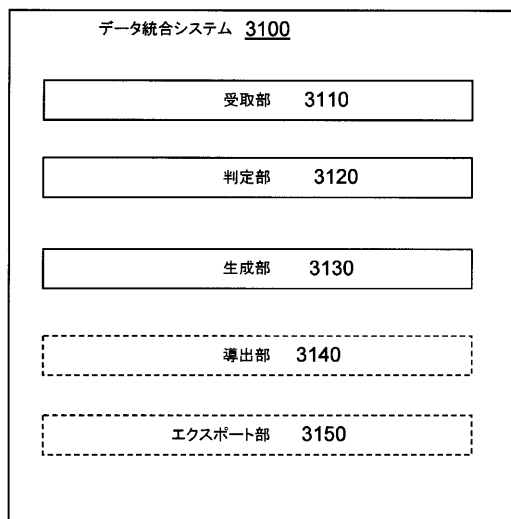 データ統合システム 3100
受取部 3110
判定部 3120
生成部 3130
導出部 3140
エクスポート部 3150